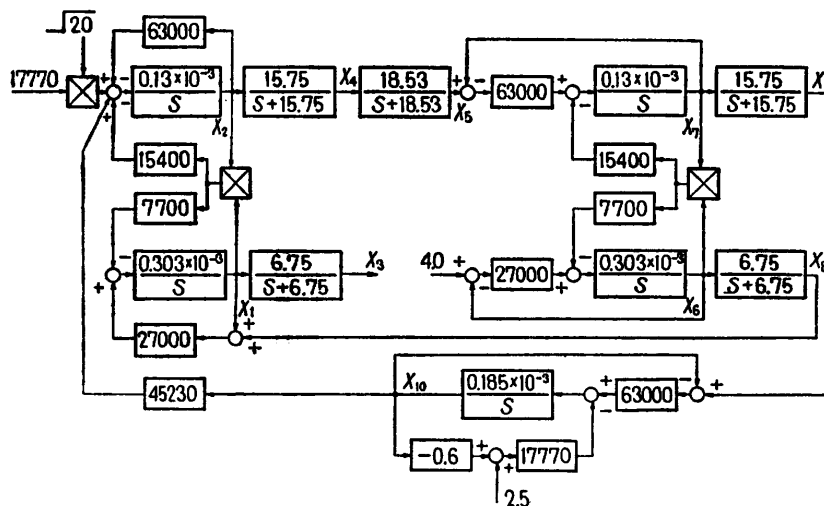 20
63000
17770
0.13×10⁻³
S
15.75
S+15.75
X₄
18.53
S+18.53
X₅
63000
0.13×10⁻³
S
15.75
S+15.75
X₂
X₇
15400
7700
15400
7700
0.303×10⁻³
S
6.75
S+6.75
X₃
4.0
27000
0.303×10⁻³
S
6.75
S+6.75
X₁
X₆
27000
45230
X₁₀
0.185×10⁻³
S
63000
-0.6
17770
2.5